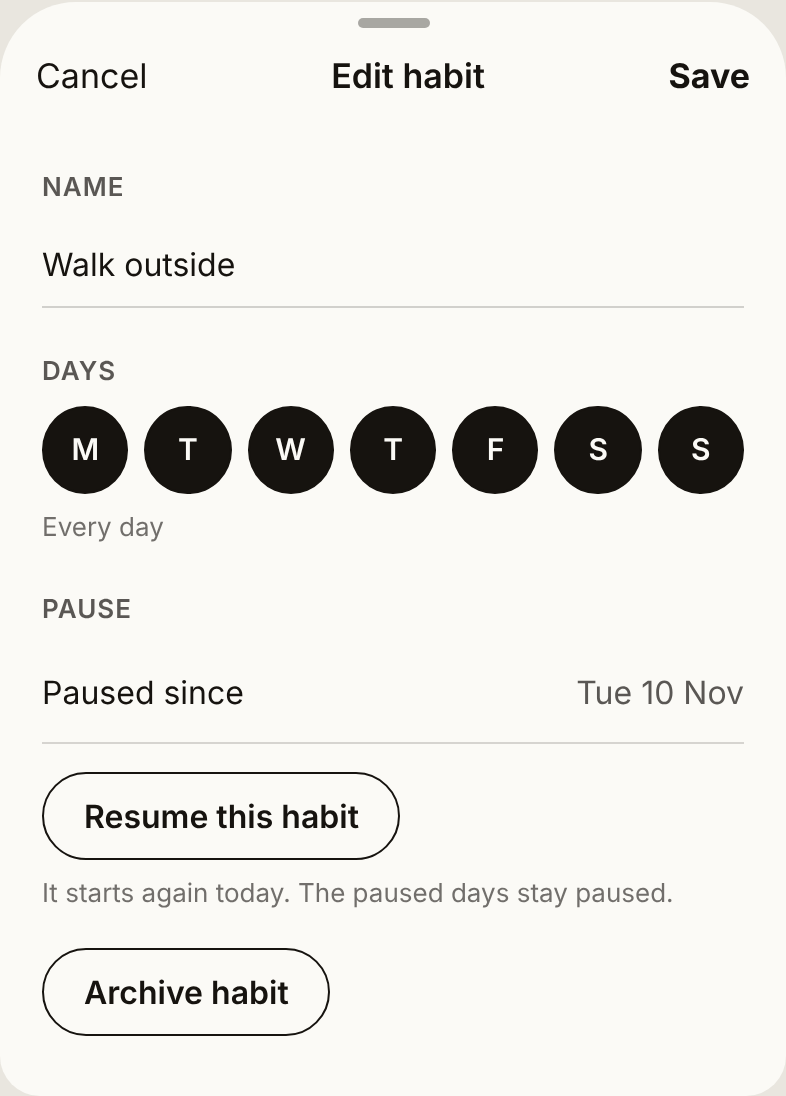 Cancel Edit habit Save
NAME
Walk outside
DAYS
M T W T F S S
Every day
PAUSE
Paused since Tue 10 Nov
Resume this habit
It starts again today. The paused days stay paused.
Archive habit